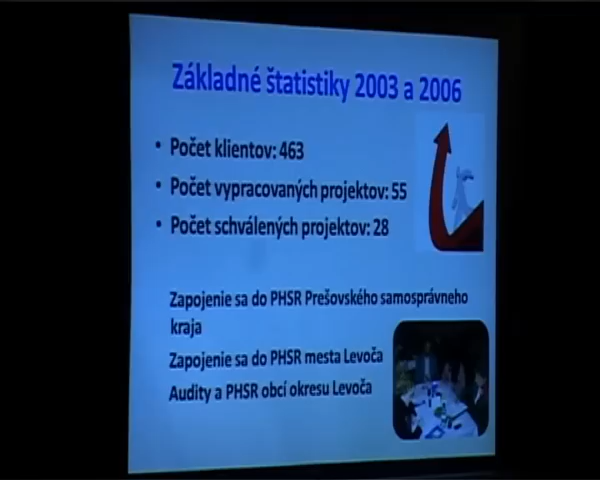 Základné štatistiky 2003 a 2006
• Počet klientov: 463
• Počet vypracovaných projektov: 55
• Počet schválených projektov: 28
Zapojenie sa do PHSR Prešovského samosprávneho
kraja
Zapojenie sa do PHSR mesta Levoča
Audity a PHSR obcí okresu Levoča